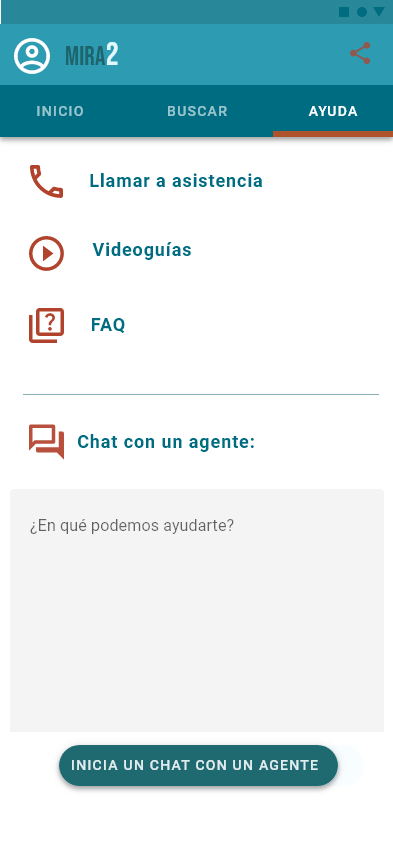 MIRA2
INICIO BUSCAR AYUDA
Llamar a asistencia
Videoguías
?
FAQ
Chat con un agente:
¿En qué podemos ayudarte?
INICIA UN CHAT CON UN AGENTE